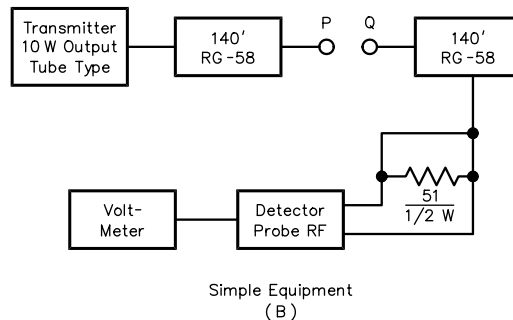 Transmitter
10 W Output
Tube Type
140'
RG-58
P
Q
140'
RG-58
51
1/2 W
Volt-
Meter
Detector
Probe RF
Simple Equipment
(B)